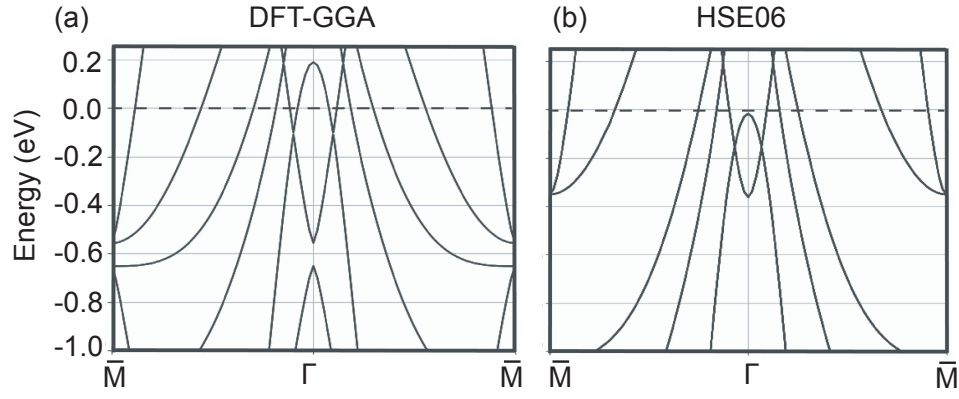 (a) DFT-GGA
(b) HSE06
Energy (eV)
0.2
0.0
-0.2
-0.4
-0.6
-0.8
-1.0
M̅ Γ M̅
M̅ Γ M̅